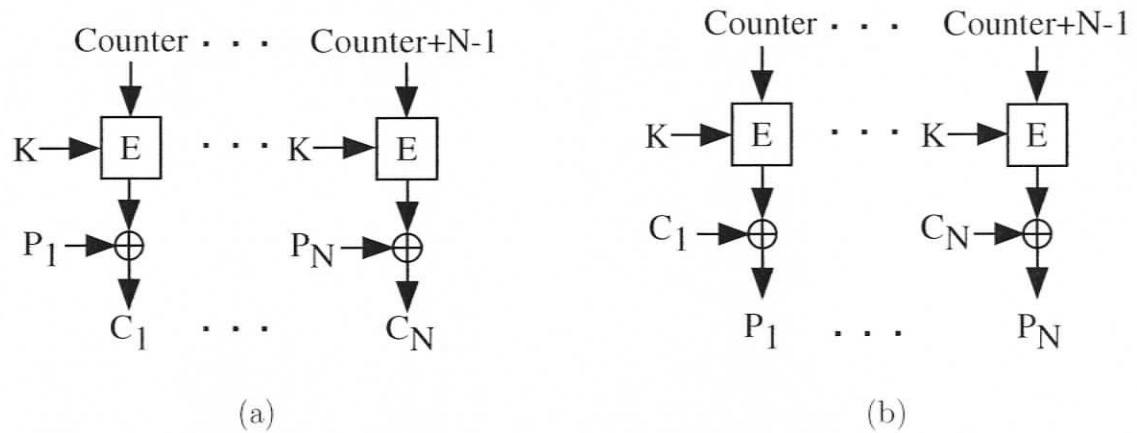 Counter . . . Counter+N-1
K E . . . K E
P1 PN
C1 . . . CN
(a)
Counter . . . Counter+N-1
K E . . . K E
C1 CN
P1 . . . PN
(b)